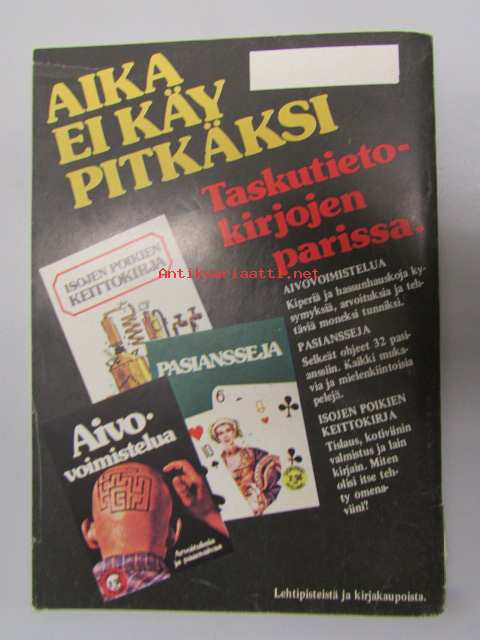 AIKA
EI KÄY
PITKÄKSI
Taskutieto-
kirjojen
parissa.
AIVOVOIMISTELUA
Kiperiä ja hassunhauskoja ky-
symyksiä, arvoituksia ja teh-
täviä moneksi tunniksi.
PASIANSSEJA
Selkeät ohjeet 32 pasi-
anssiin. Kaikki muka-
via ja mielenkiintoisia
pelejä.
ISOJEN POIKIEN
KEITTOKIRJA
Tislaus, kotiviinin
valmistus ja lain
kirjain. Miten
olisi itse teh-
ty omena-
viini?
ISOJEN POIKIEN
KEITTOKIRJA
Antikvariaatti.net
PASIANSSEJA
Aivo-
voimistelua
Arvoituksia
ja päänvaivaa
Lehtipisteistä ja kirjakaupoista.